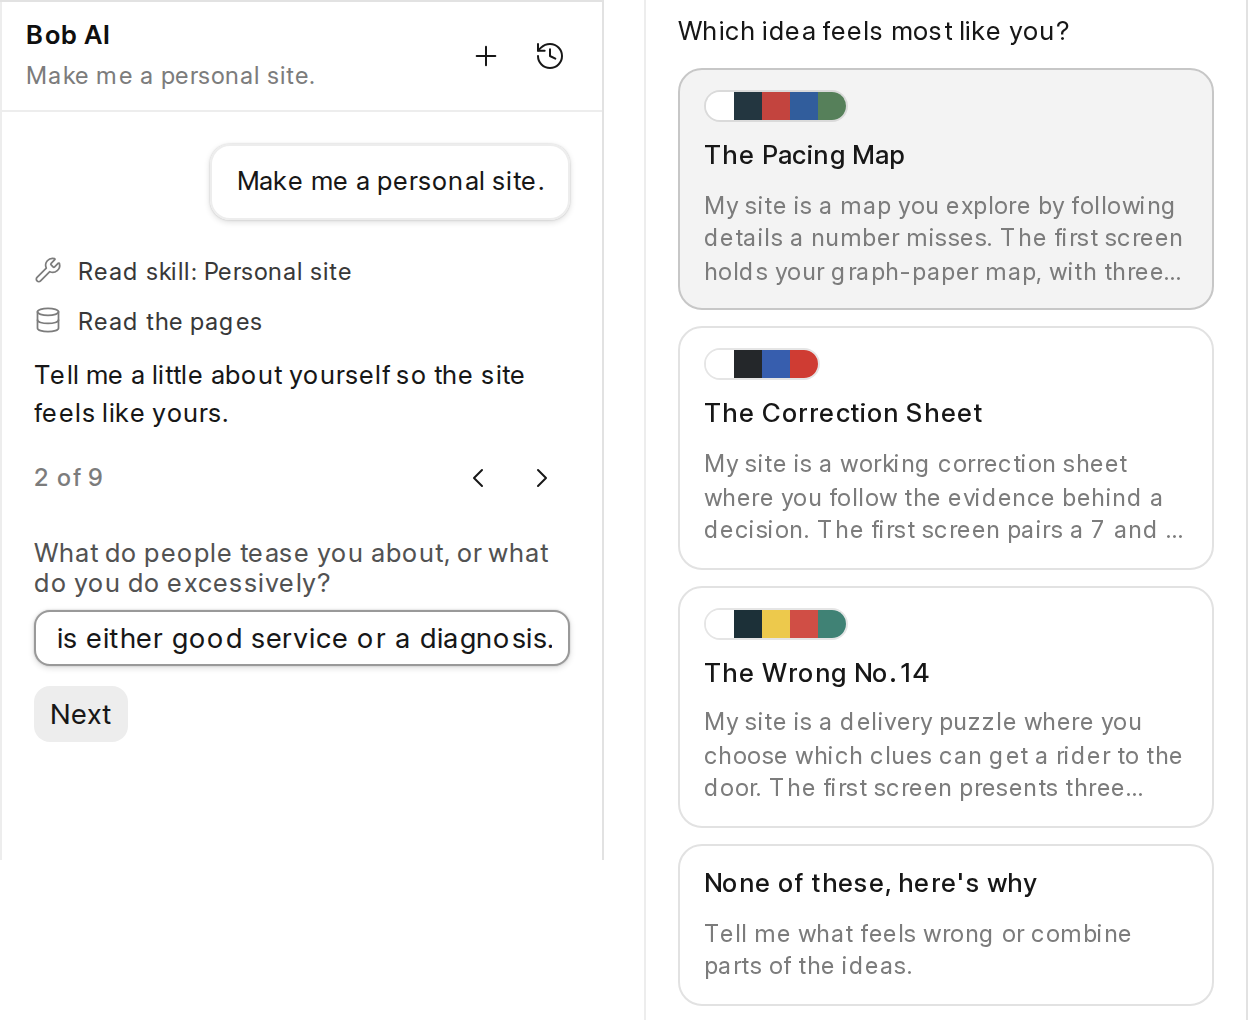 Bob AI
Make me a personal site.
Make me a personal site.
Read skill: Personal site
Read the pages
Tell me a little about yourself so the site
feels like yours.
2 of 9
What do people tease you about, or what
do you do excessively?
is either good service or a diagnosis.
Next
Which idea feels most like you?
The Pacing Map
My site is a map you explore by following
details a number misses. The first screen
holds your graph-paper map, with three...
The Correction Sheet
My site is a working correction sheet
where you follow the evidence behind a
decision. The first screen pairs a 7 and ...
The Wrong No. 14
My site is a delivery puzzle where you
choose which clues can get a rider to the
door. The first screen presents three...
None of these, here's why
Tell me what feels wrong or combine
parts of the ideas.